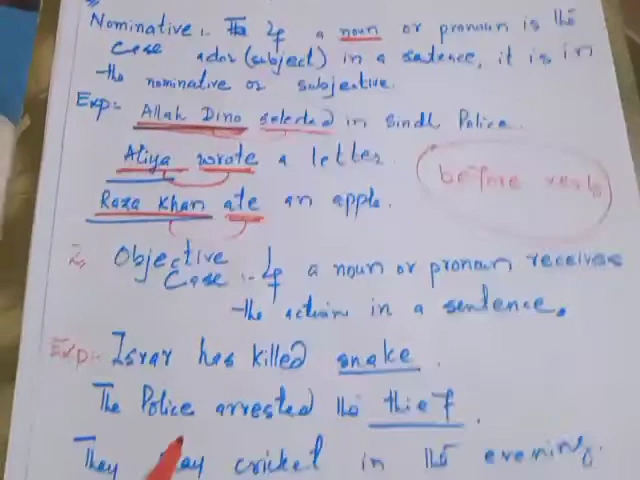 Nominative :- If a noun or pronoun is the
Case actor (subject) in a sentence, it is in
the nominative or subjective.
Exp:- Allah Dino selected in Sindh Police.
Aliya wrote a letter.
before verb
Raza Khan ate an apple.
2, Objective
Case :- If a noun or pronoun receives
the action in a sentence.
Exp:- Israr has killed snake.
The Police arrested the thief.
They play cricket in the evening.